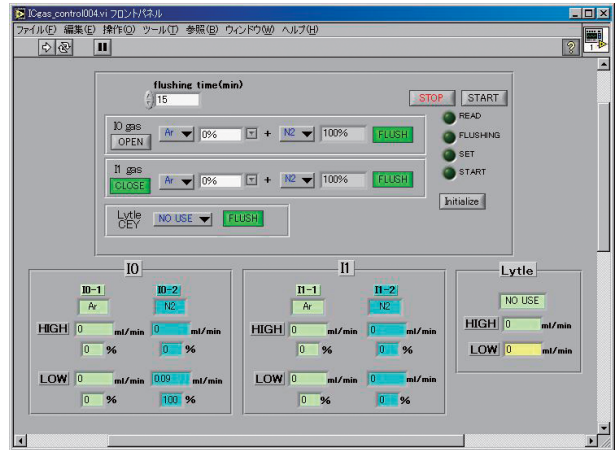 ICgas_control004.vi フロントパネル
ファイル(F) 編集(E) 操作(O) ツール(T) 参照(B) ウィンドウ(W) ヘルプ(H)
1
flushing time(min)
15
STOP START
READ
FLUSHING
SET
START
Initialize
I0 gas
OPEN
Ar 0% + N2 100% FLUSH
I1 gas
CLOSE
Ar 0% + N2 100% FLUSH
Lytle
CEY
NO USE FLUSH
I0
I0-1 I0-2
Ar N2
HIGH 0 ml/min 0 ml/min
0 % 0 %
LOW 0 ml/min 0.09 ml/min
0 % 100 %
I1
I1-1 I1-2
Ar N2
HIGH 0 ml/min 0 ml/min
0 % 0 %
LOW 0 ml/min 0 ml/min
0 % 0 %
Lytle
NO USE
HIGH 0 ml/min
LOW 0 ml/min